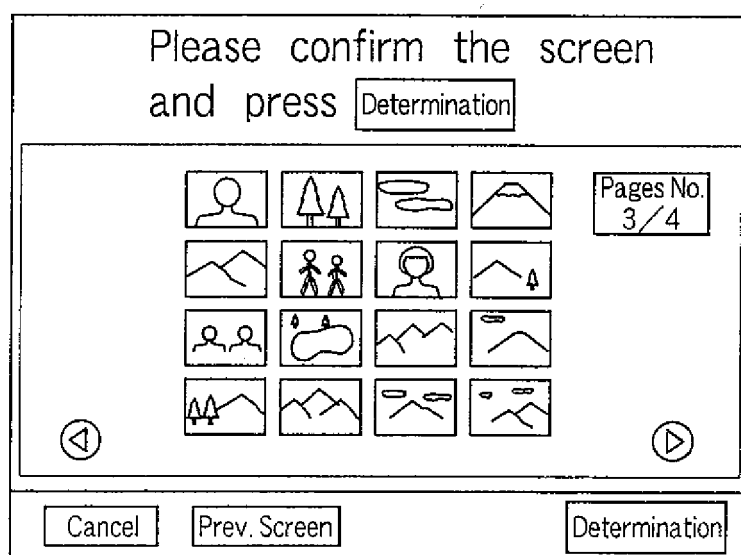 Please confirm the screen
and press Determination
Pages No.
3/4
Cancel
Prev. Screen
Determination